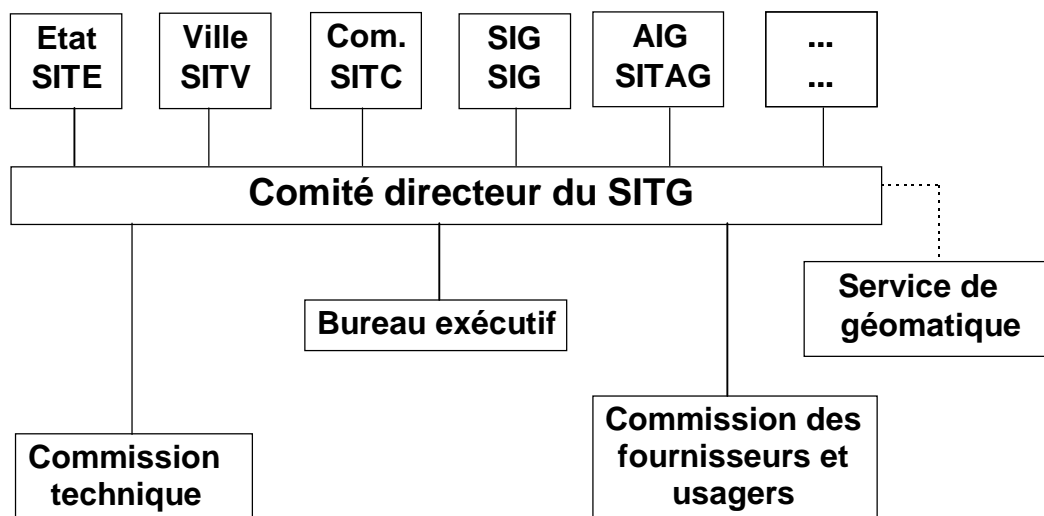 Etat
SITE
Ville
SITV
Com.
SITC
SIG
SIG
AIG
SITAG
...
...
Comité directeur du SITG
Service de
géomatique
Bureau exécutif
Commission des
fournisseurs et
usagers
Commission
technique